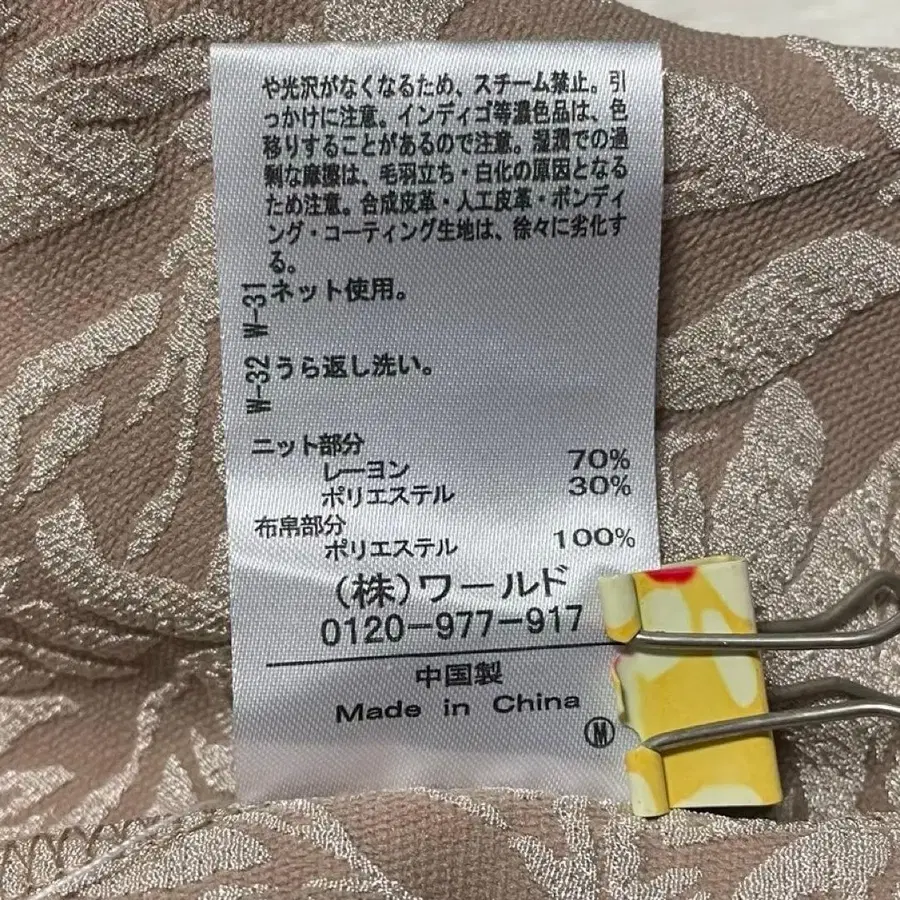 や光沢がなくなるため、スチーム禁止。引
っかけに注意。インディゴ等濃色品は、色
移りすることがあるので注意。湿潤での過
剰な摩擦は、毛羽立ち・白化の原因となる
ため注意。合成皮革・人工皮革・ボンディ
ング・コーティング生地は、徐々に劣化す
る。
W-31 ネット使用。
W-32 うら返し洗い。
ニット部分
レーヨン 70%
ポリエステル 30%
布帛部分
ポリエステル 100%
(株)ワールド
0120-977-917
中国製
Made in China
Ⓜ